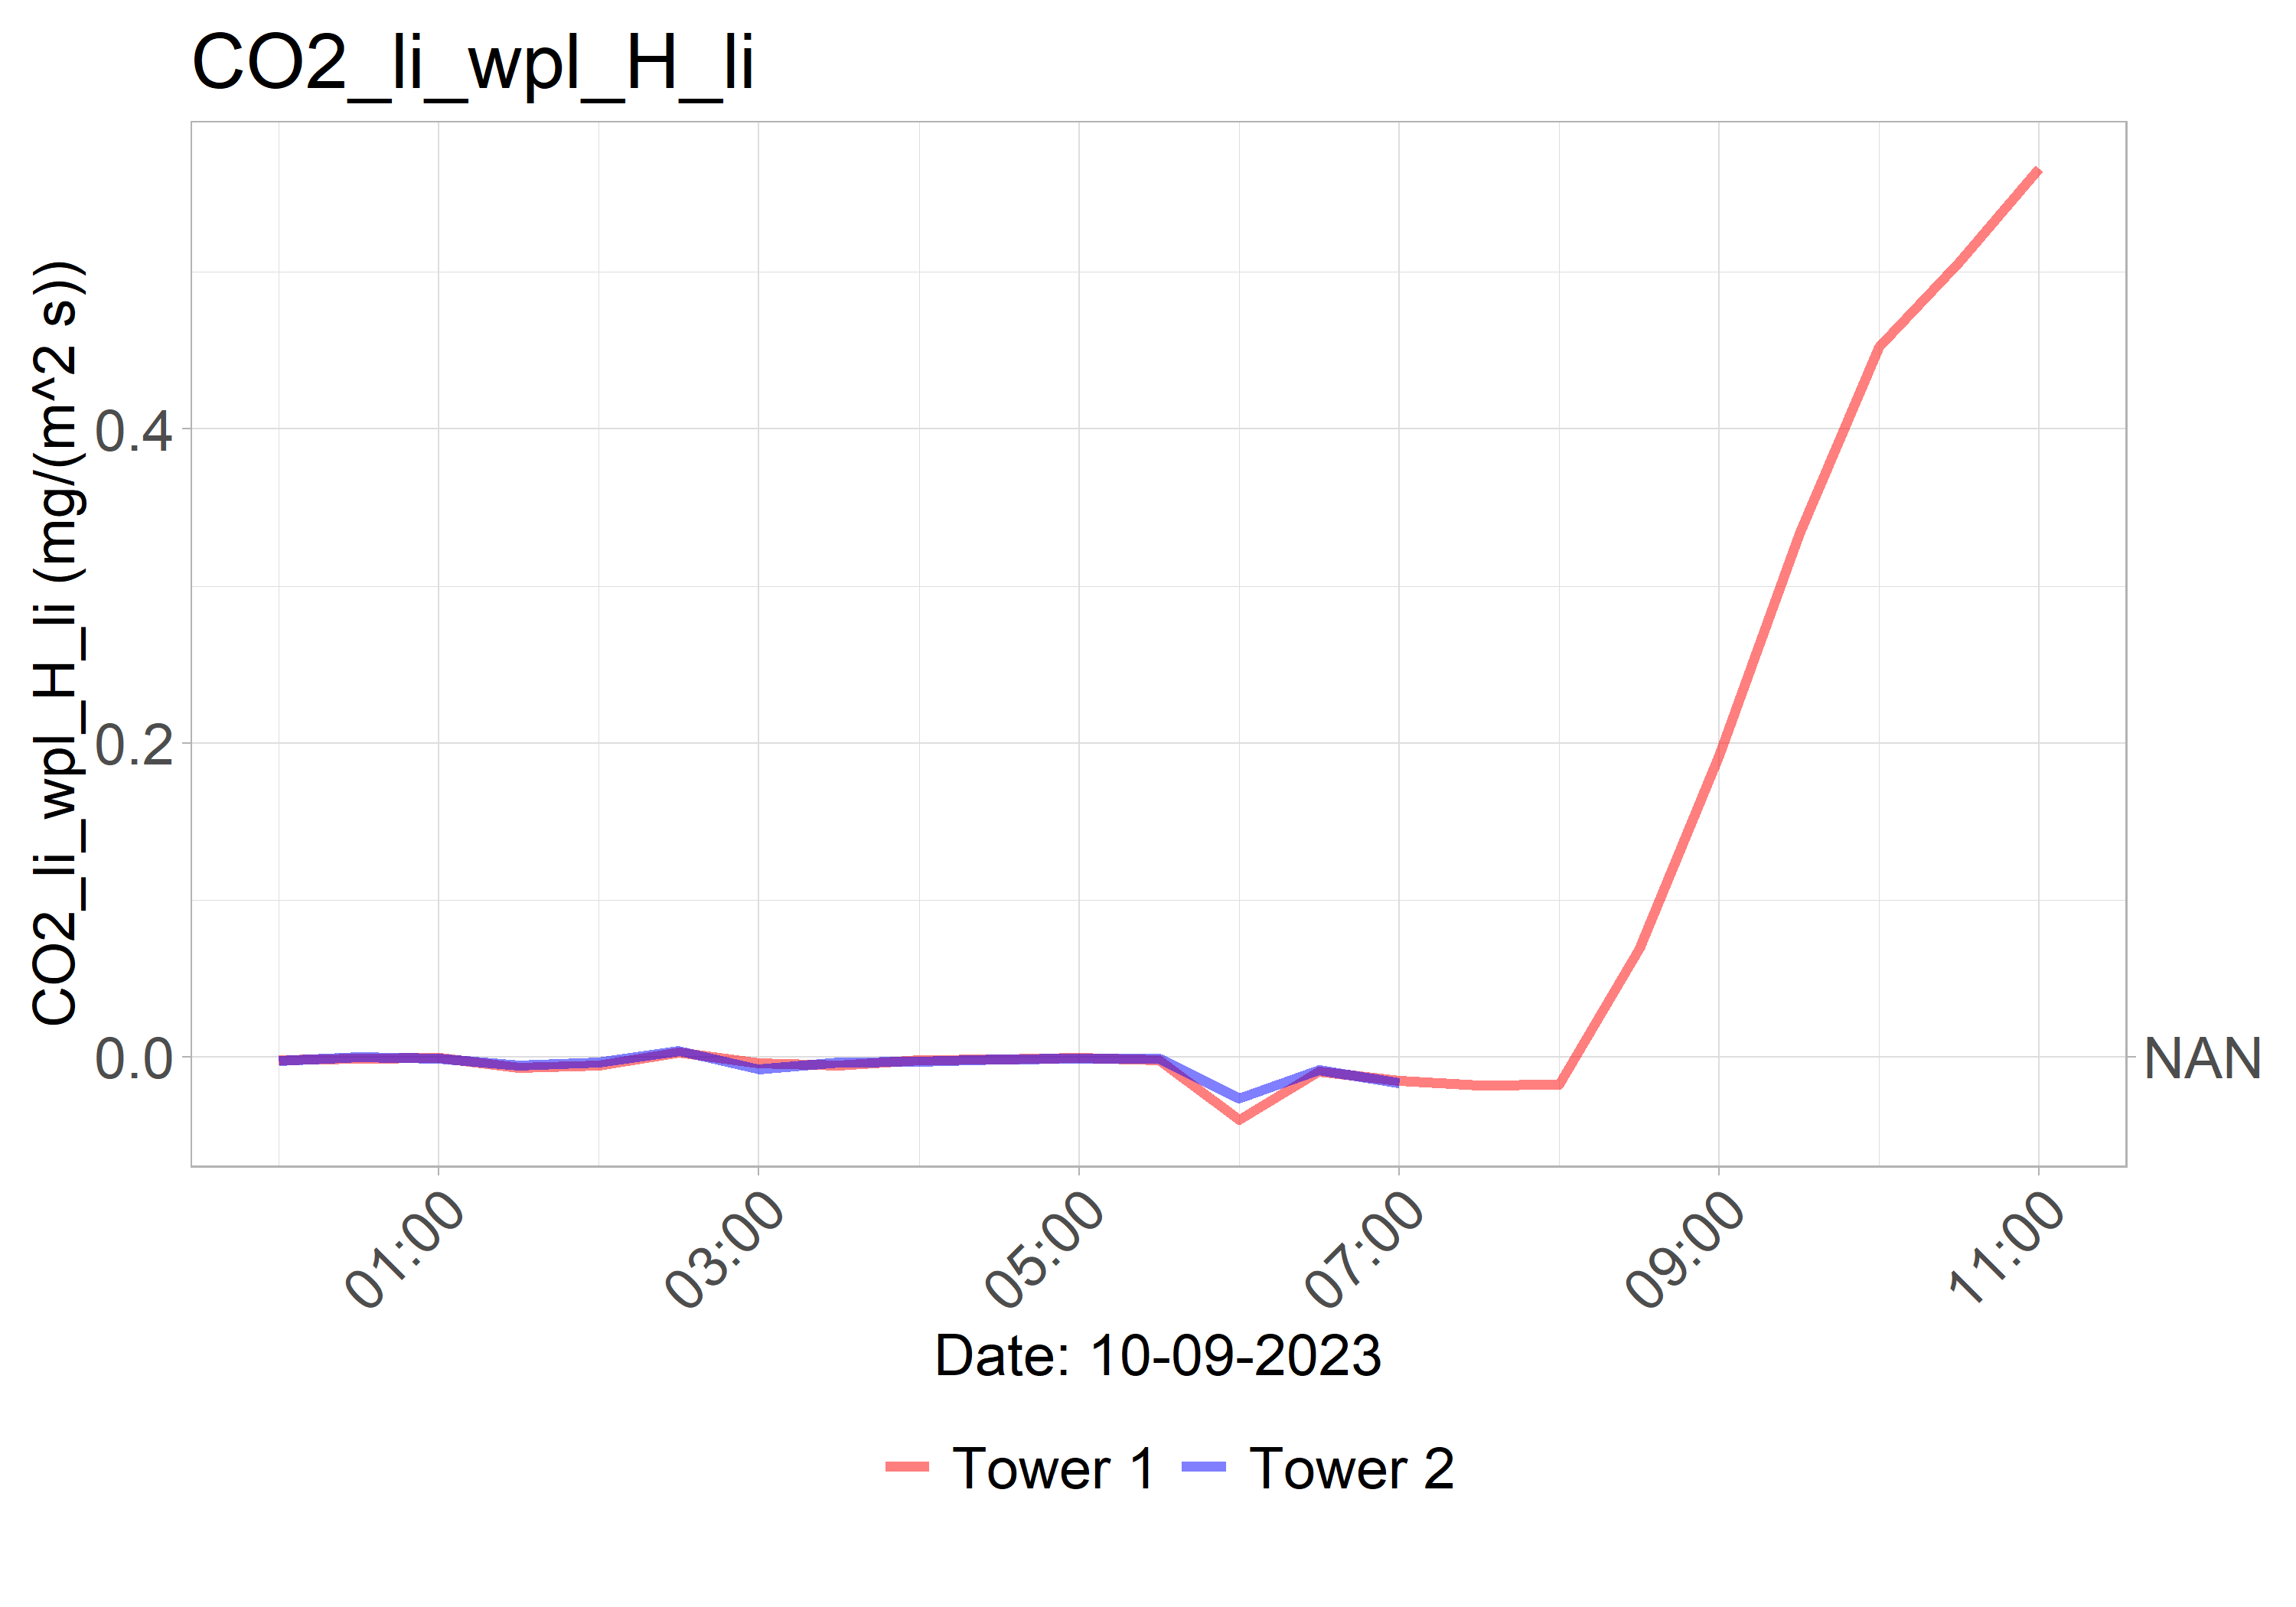 CO2_li_wpl_H_li
CO2_li_wpl_H_li (mg/(m^2 s))
0.4
0.2
0.0
NAN
01:00
03:00
05:00
07:00
09:00
11:00
Date: 10-09-2023
Tower 1
Tower 2